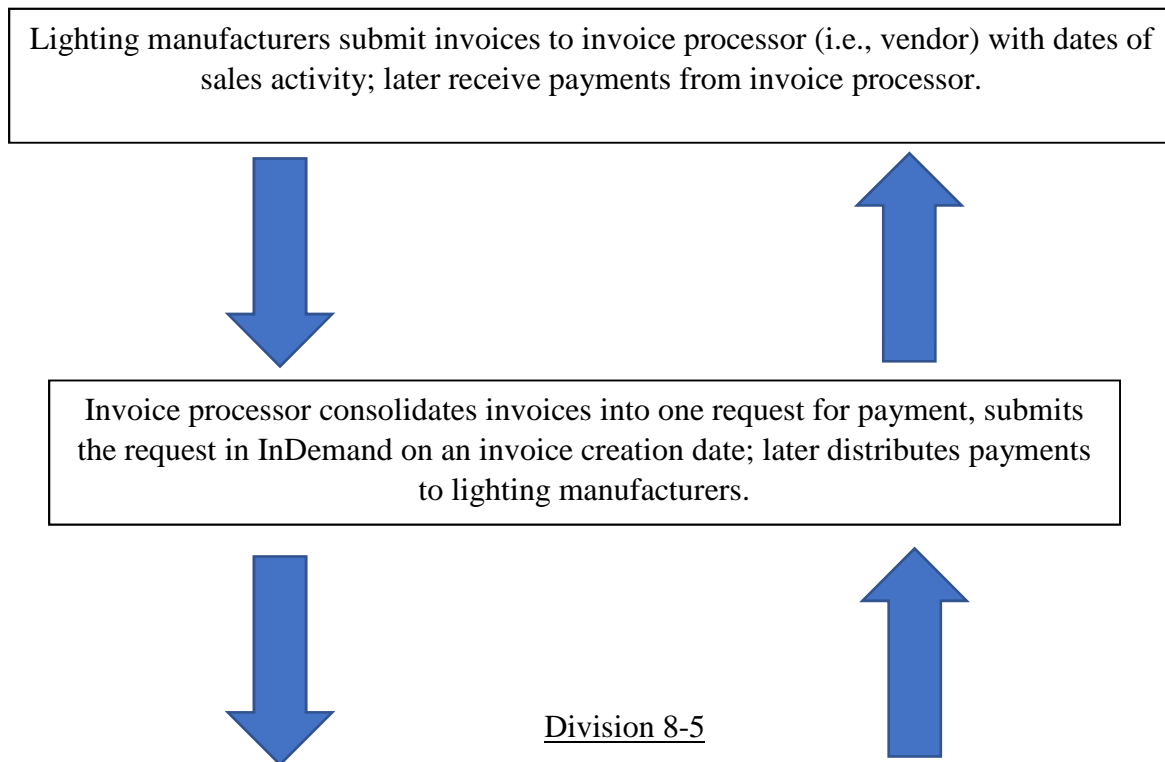 Lighting manufacturers submit invoices to invoice processor (i.e., vendor) with dates of
sales activity; later receive payments from invoice processor.
Invoice processor consolidates invoices into one request for payment, submits
the request in InDemand on an invoice creation date; later distributes payments
to lighting manufacturers.
Division 8-5